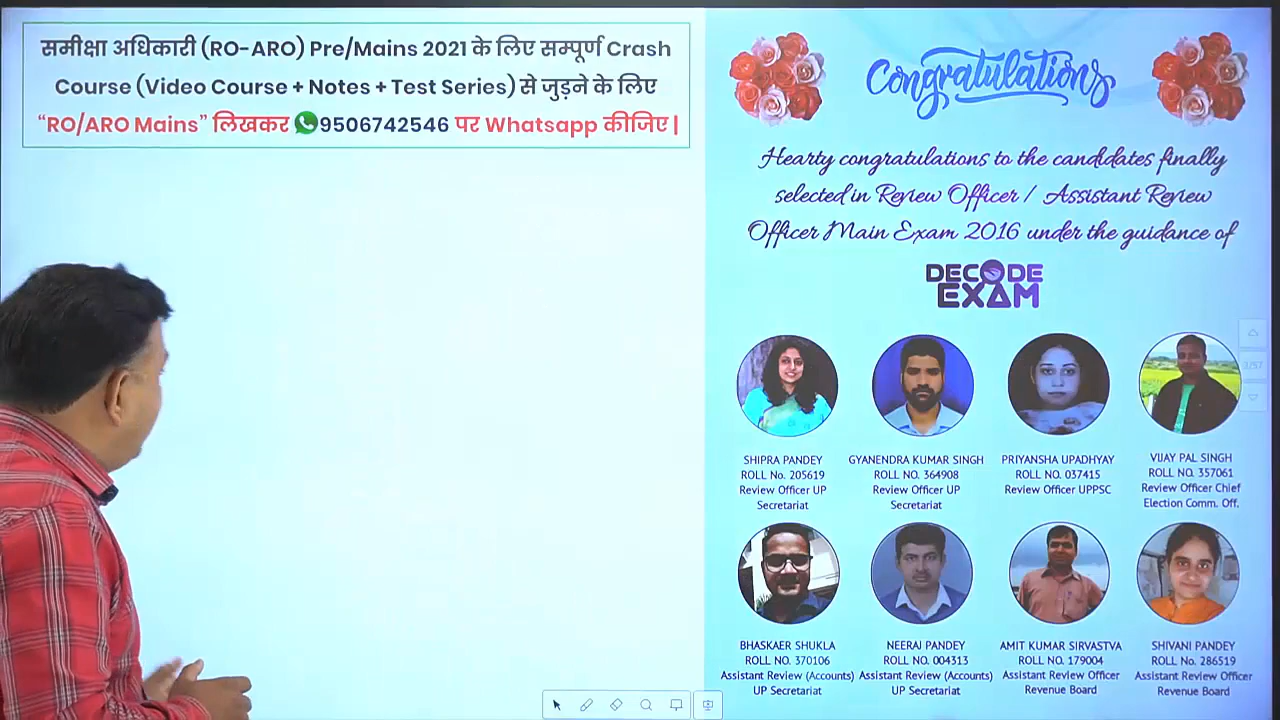 समीक्षा अधिकारी (RO-ARO) Pre/Mains 2021 के लिए सम्पूर्ण Crash
Course (Video Course + Notes + Test Series) से जुड़ने के लिए
“RO/ARO Mains” लिखकर 9506742546 पर Whatsapp कीजिए |
Congratulations
Hearty congratulations to the candidates finally
selected in Review Officer / Assistant Review
Officer Main Exam 2016 under the guidance of
DECODE
EXAM
SHIPRA PANDEY
ROLL No. 205619
Review Officer UP
Secretariat
GYANENDRA KUMAR SINGH
ROLL NO. 364908
Review Officer UP
Secretariat
PRIYANSHA UPADHYAY
ROLL NO. 037415
Review Officer UPPSC
VIJAY PAL SINGH
ROLL NO. 357061
Review Officer Chief
Election Comm. Off.
BHASKAER SHUKLA
ROLL NO. 370106
Assistant Review (Accounts)
UP Secretariat
NEERAJ PANDEY
ROLL NO. 004313
Assistant Review (Accounts)
UP Secretariat
AMIT KUMAR SIRVASTVA
ROLL NO. 179004
Assistant Review Officer
Revenue Board
SHIVANI PANDEY
ROLL No. 286519
Assistant Review Officer
Revenue Board